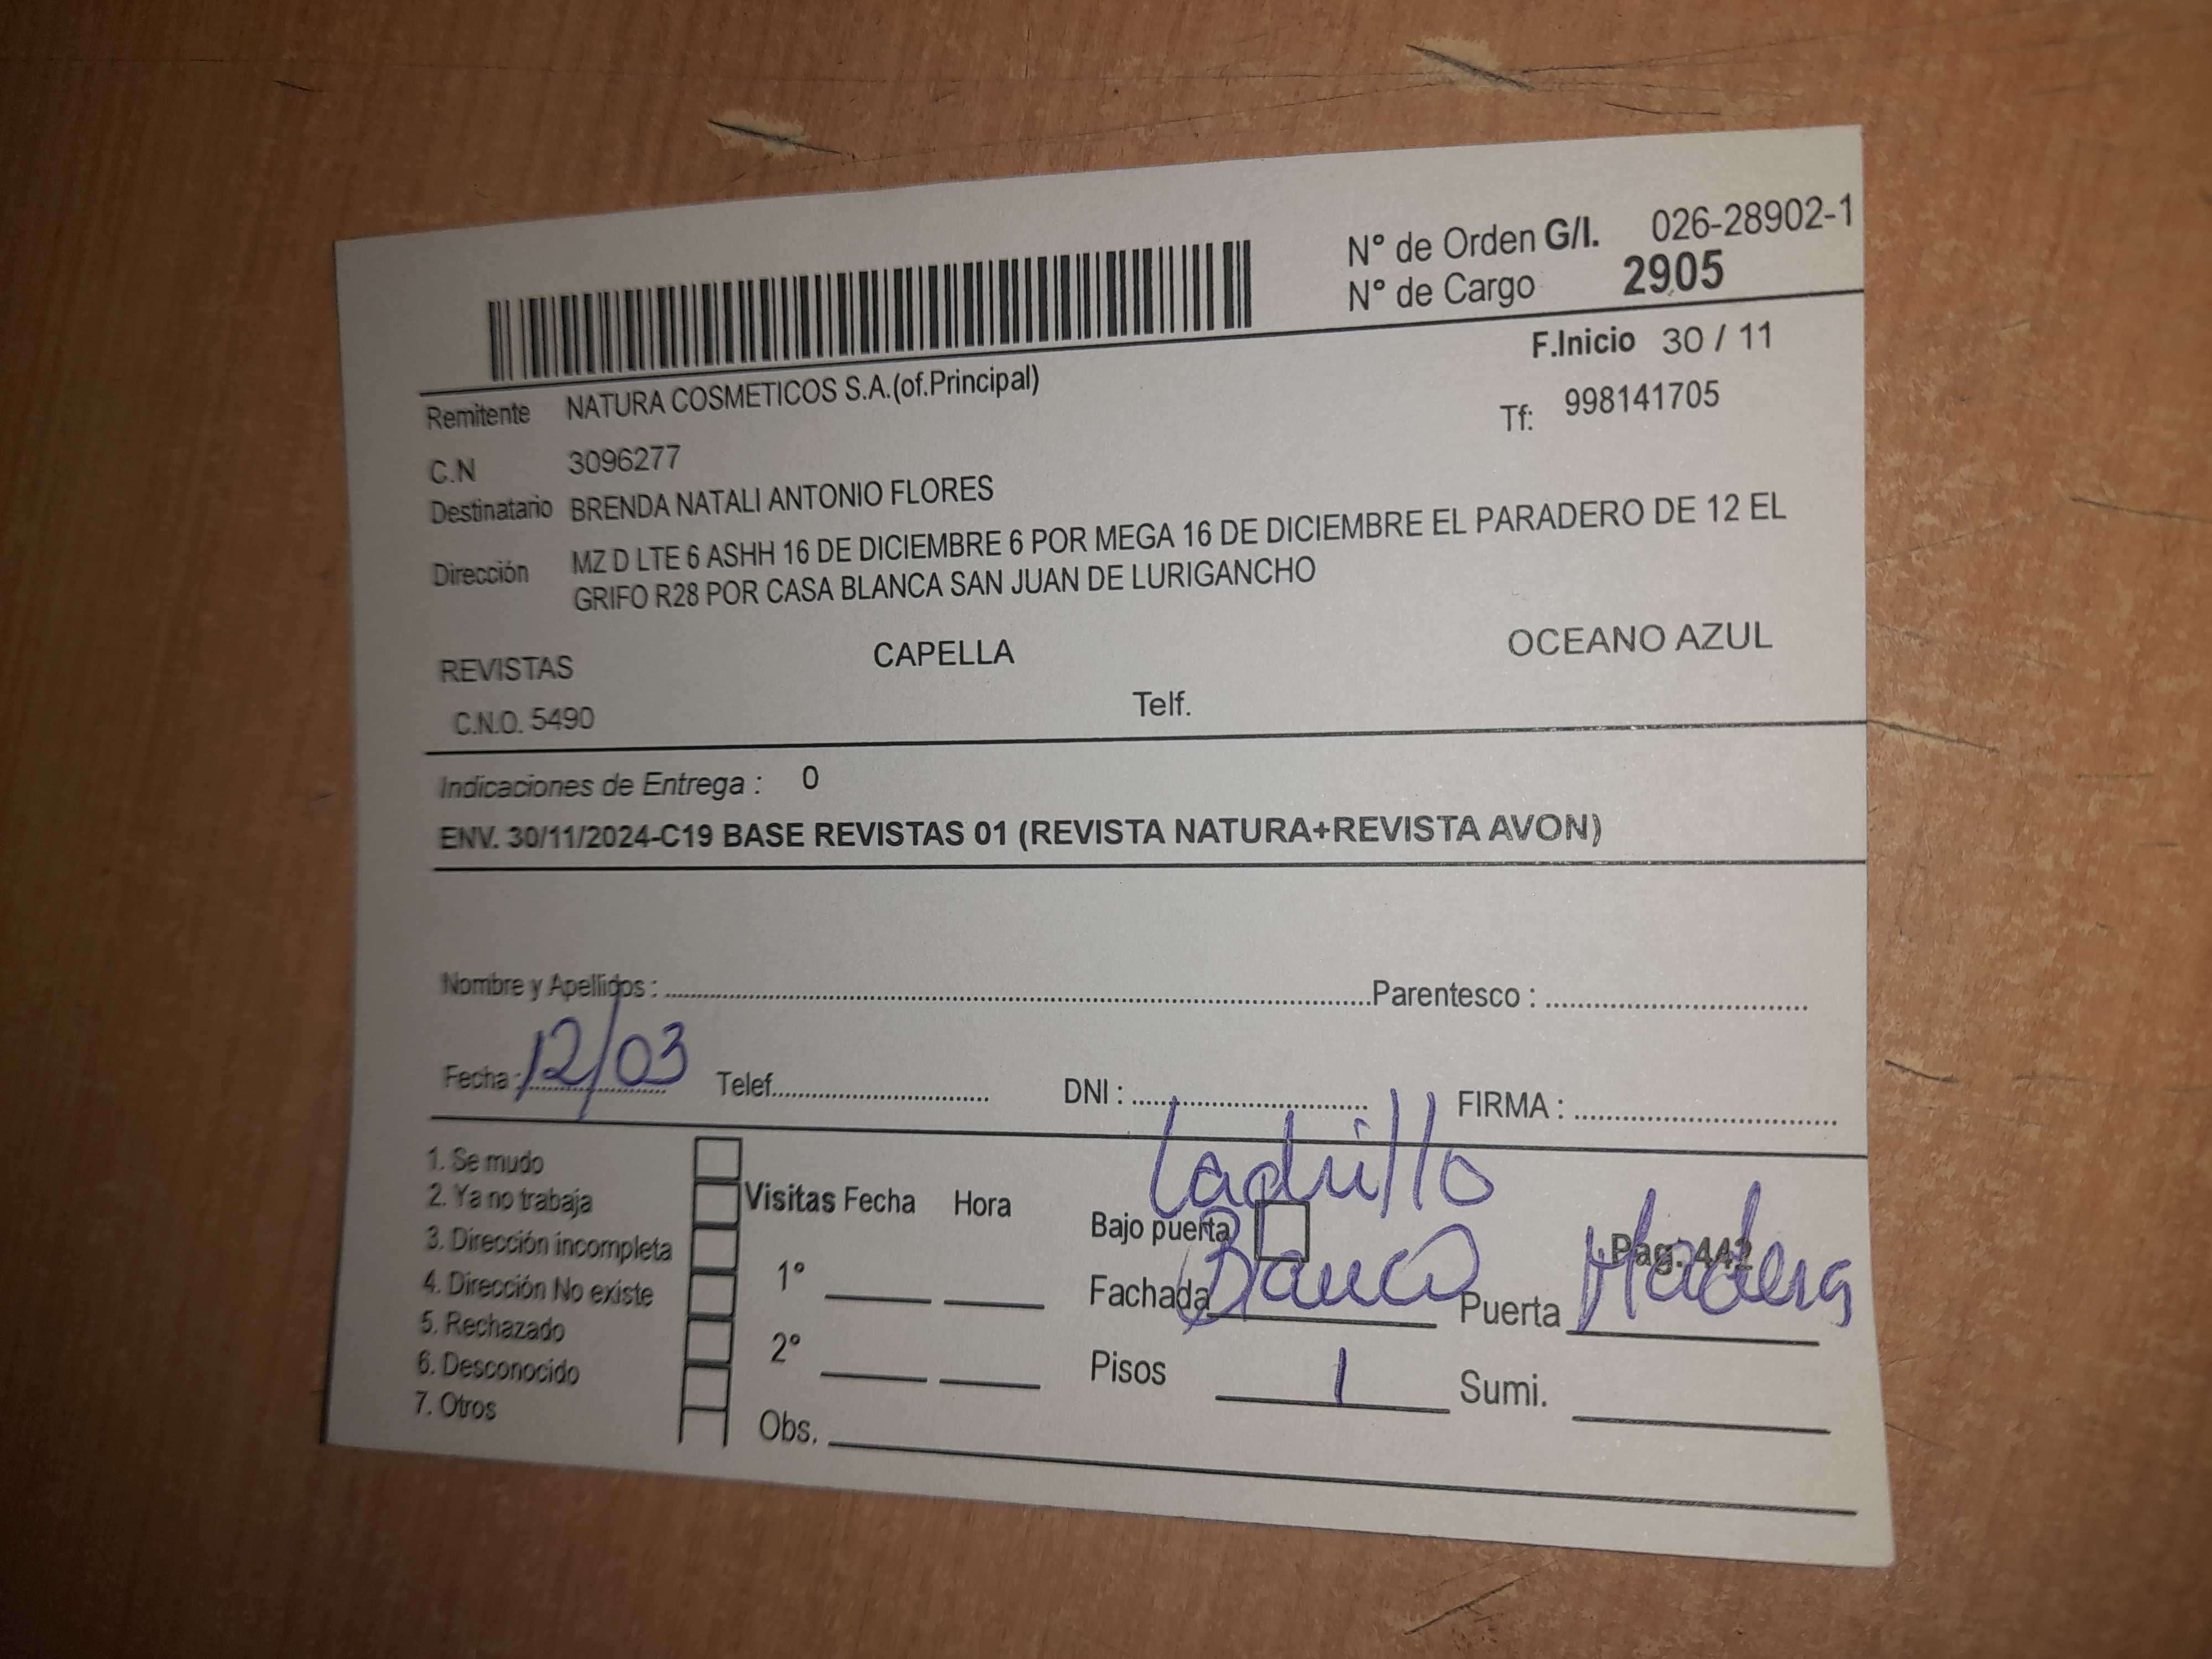 N° de Orden G/I. 026-28902-1
N° de Cargo 2905
F.Inicio 30 / 11
Remitente NATURA COSMETICOS S.A.(of.Principal)
Tf: 998141705
C.N 3096277
Destinatario BRENDA NATALI ANTONIO FLORES
Dirección MZ D LTE 6 ASHH 16 DE DICIEMBRE 6 POR MEGA 16 DE DICIEMBRE EL PARADERO DE 12 EL
GRIFO R28 POR CASA BLANCA SAN JUAN DE LURIGANCHO
REVISTAS CAPELLA OCEANO AZUL
C.N.O. 5490 Telf.
Indicaciones de Entrega : 0
ENV. 30/11/2024-C19 BASE REVISTAS 01 (REVISTA NATURA+REVISTA AVON)
Nombre y Apellidos : Parentesco :
Fecha : 12/03 Telef. DNI : FIRMA :
1. Se mudo
2. Ya no trabaja
3. Dirección incompleta
4. Dirección No existe
5. Rechazado
6. Desconocido
7. Otros
Visitas Fecha Hora
1°
2°
Obs.
Ladrillo
Bajo puerta Pag. 442
Fachada Blanco Puerta Madera
Pisos 1 Sumi.